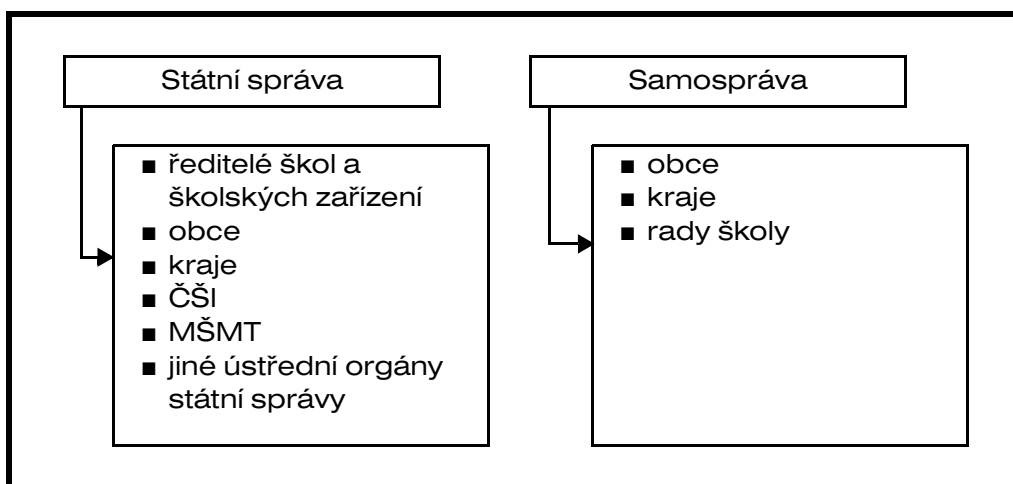 Státní správa
■ ředitelé škol a
školských zařízení
■ obce
■ kraje
■ ČŠI
■ MŠMT
■ jiné ústřední orgány
státní správy
Samospráva
■ obce
■ kraje
■ rady školy